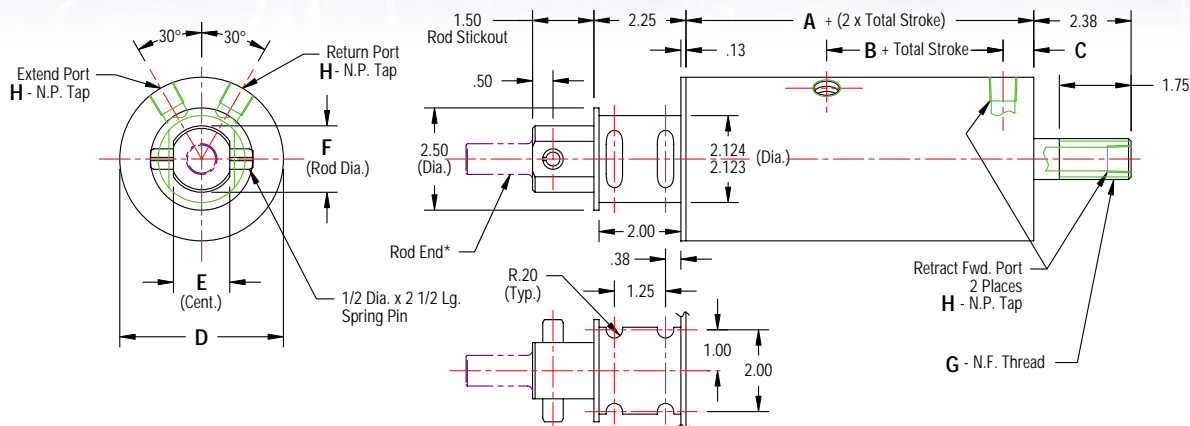 30°
30°
Extend Port
H - N.P. Tap
Return Port
H - N.P. Tap
F
(Rod Dia.)
E
(Cent.)
D
1/2 Dia. x 2 1/2 Lg.
Spring Pin
1.50
Rod Stickout
2.25
A + (2 x Total Stroke)
2.38
.13
B + Total Stroke
C
.50
1.75
2.50
(Dia.)
2.124
2.123
(Dia.)
2.00
Rod End*
.38
R.20
(Typ.)
1.25
1.00
2.00
Retract Fwd. Port
2 Places
H - N.P. Tap
G - N.F. Thread